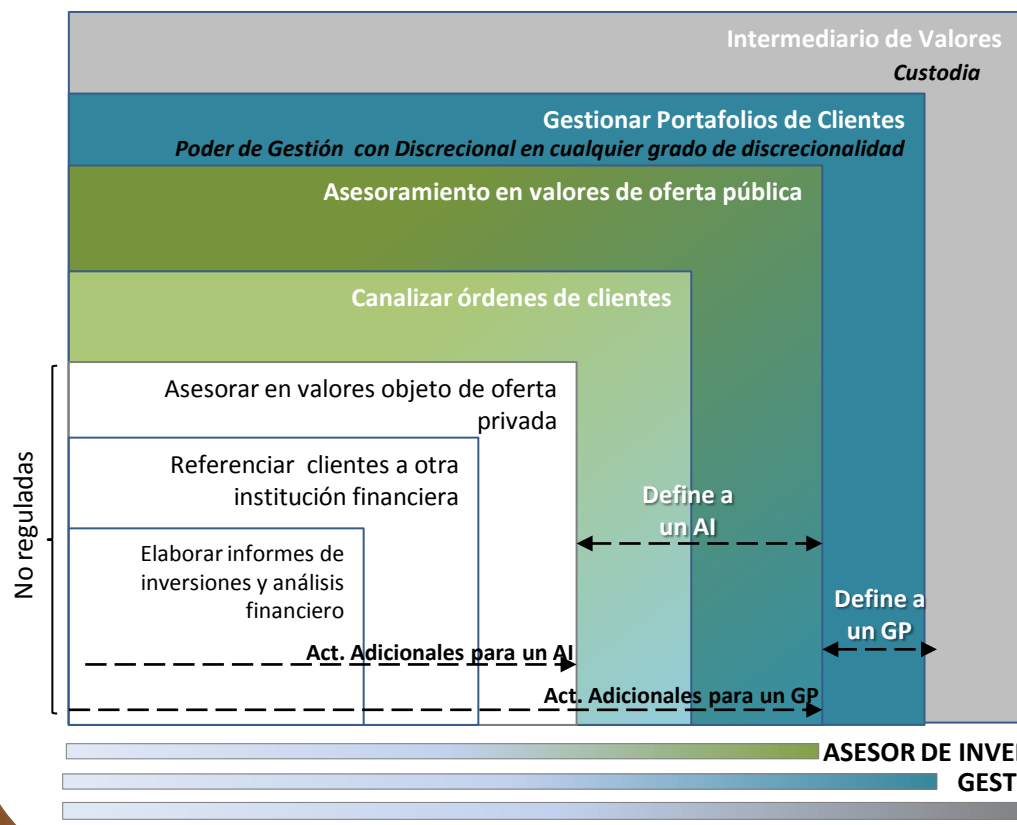 Intermediario de Valores
Custodia
Gestionar Portafolios de Clientes
Poder de Gestión con Discrecional en cualquier grado de discrecionalidad
Asesoramiento en valores de oferta pública
Canalizar órdenes de clientes
Asesorar en valores objeto de oferta
privada
Referenciar clientes a otra
institución financiera
Elaborar informes de
inversiones y análisis
financiero
No reguladas
Define a
un AI
Define a
un GP
Act. Adicionales para un AI
Act. Adicionales para un GP
ASESOR DE INVE
GEST